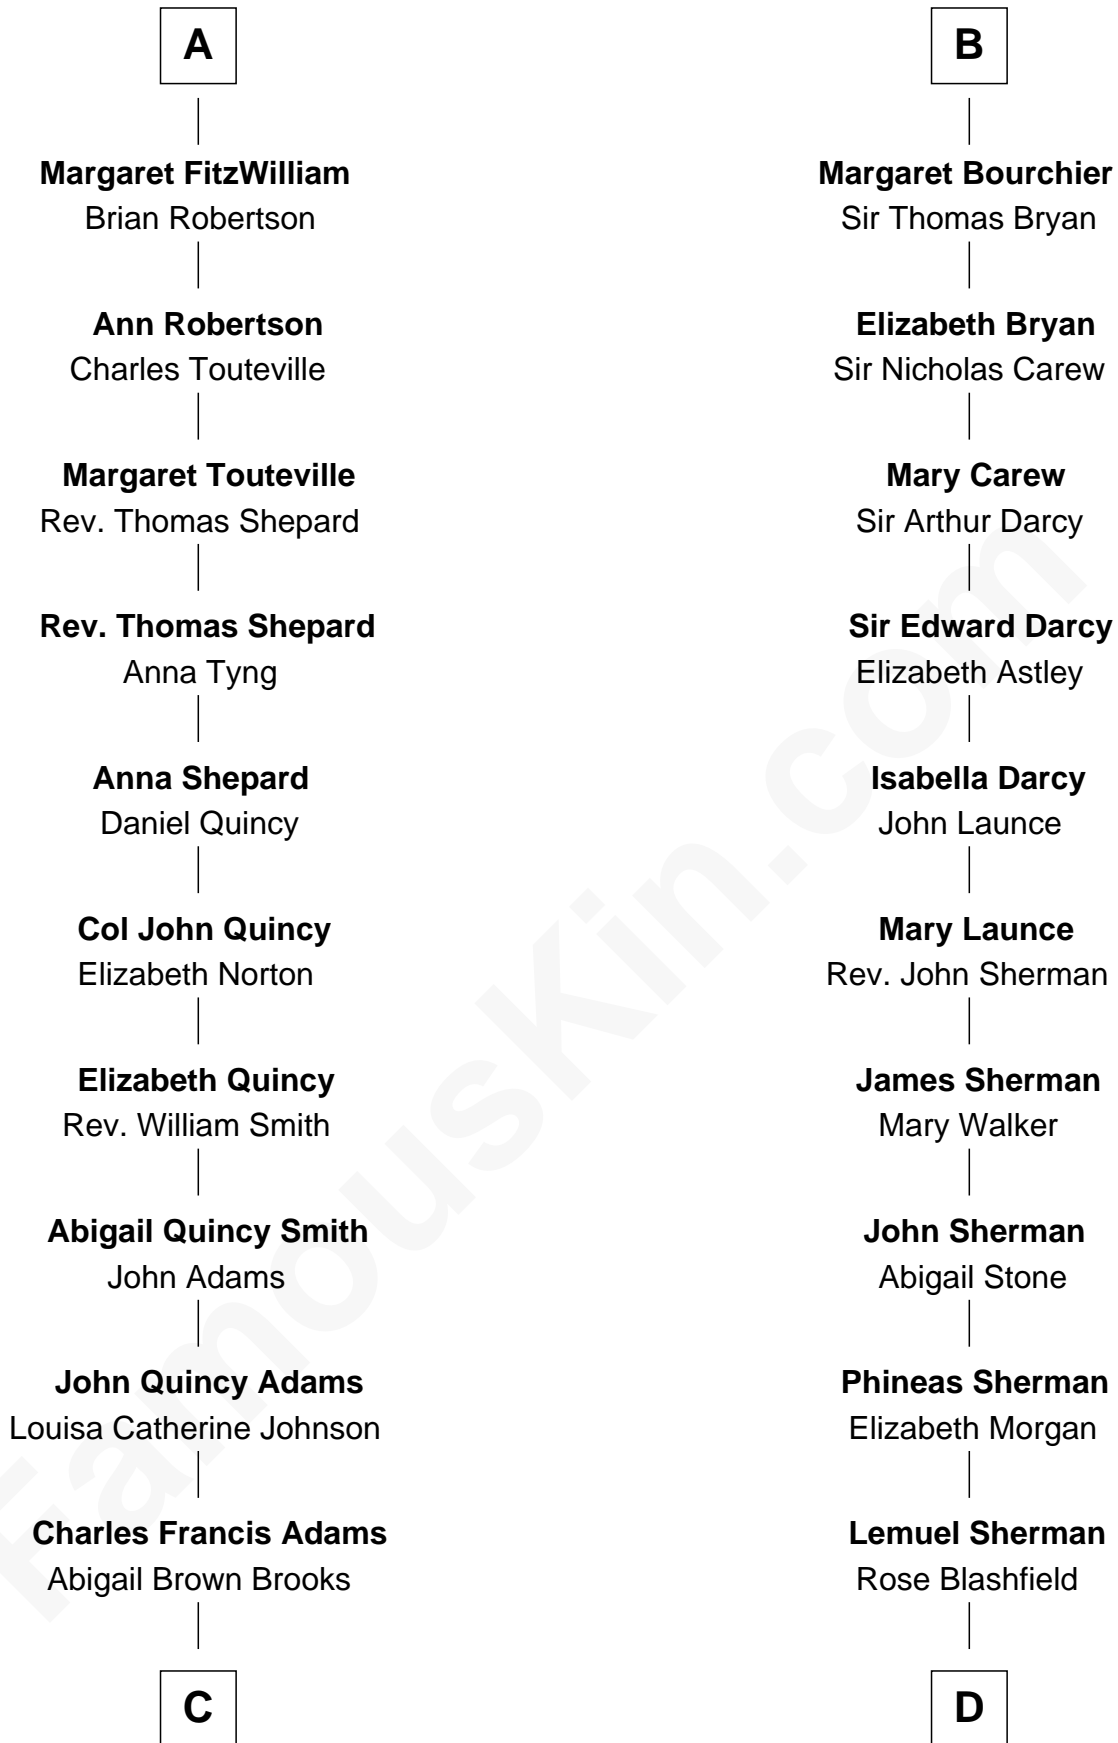 A
Margaret FitzWilliam
Brian Robertson
Ann Robertson
Charles Touteville
Margaret Touteville
Rev. Thomas Shepard
Rev. Thomas Shepard
Anna Tyng
Anna Shepard
Daniel Quincy
Col John Quincy
Elizabeth Norton
Elizabeth Quincy
Rev. William Smith
Abigail Quincy Smith
John Adams
John Quincy Adams
Louisa Catherine Johnson
Charles Francis Adams
Abigail Brown Brooks
C
B
Margaret Bourchier
Sir Thomas Bryan
Elizabeth Bryan
Sir Nicholas Carew
Mary Carew
Sir Arthur Darcy
Sir Edward Darcy
Elizabeth Astley
Isabella Darcy
John Launce
Mary Launce
Rev. John Sherman
James Sherman
Mary Walker
John Sherman
Abigail Stone
Phineas Sherman
Elizabeth Morgan
Lemuel Sherman
Rose Blashfield
D
FamousKin.com